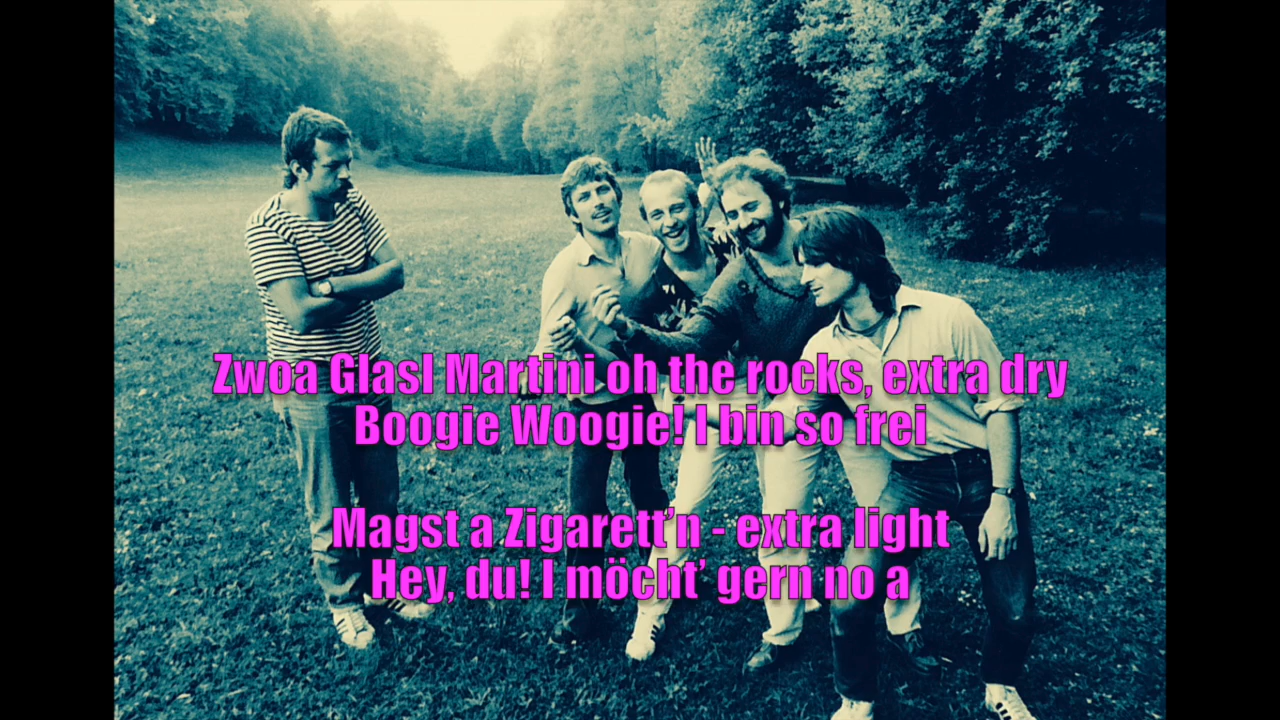 Zwoa Glasl Martini oh the rocks, extra dry
Boogie Woogie! I bin so frei
Magst a Zigarett’n - extra light
Hey, du! I möcht’ gern no a